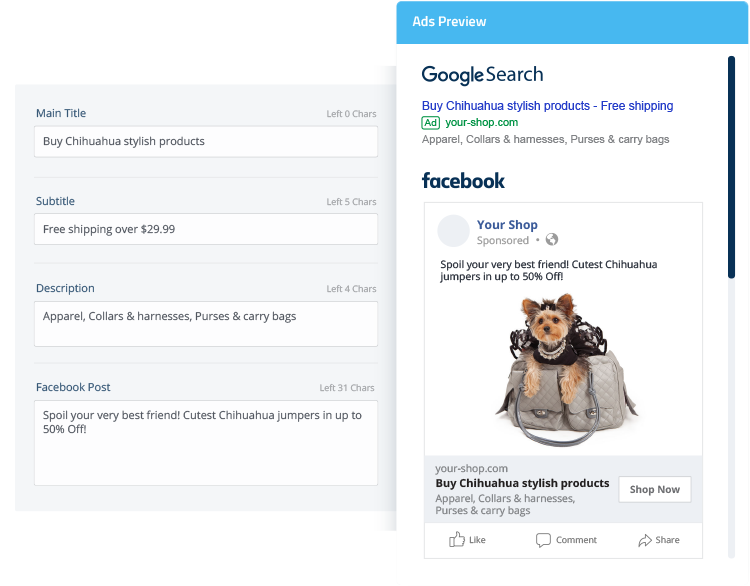 Ads Preview
Main Title
Left 0 Chars
Buy Chihuahua stylish products
Subtitle
Left 5 Chars
Free shipping over $29.99
Description
Left 4 Chars
Apparel, Collars & harnesses, Purses & carry bags
Facebook Post
Left 31 Chars
Spoil your very best friend! Cutest Chihuahua jumpers in up to
50% Off!
Google Search
Buy Chihuahua stylish products - Free shipping
Ad your-shop.com
Apparel, Collars & harnesses, Purses & carry bags
facebook
Your Shop
Sponsored •
Spoil your very best friend! Cutest Chihuahua
jumpers in up to 50% Off!
your-shop.com
Buy Chihuahua stylish products
Apparel, Collars & harnesses,
Purses & carry bags
Shop Now
Like
Comment
Share